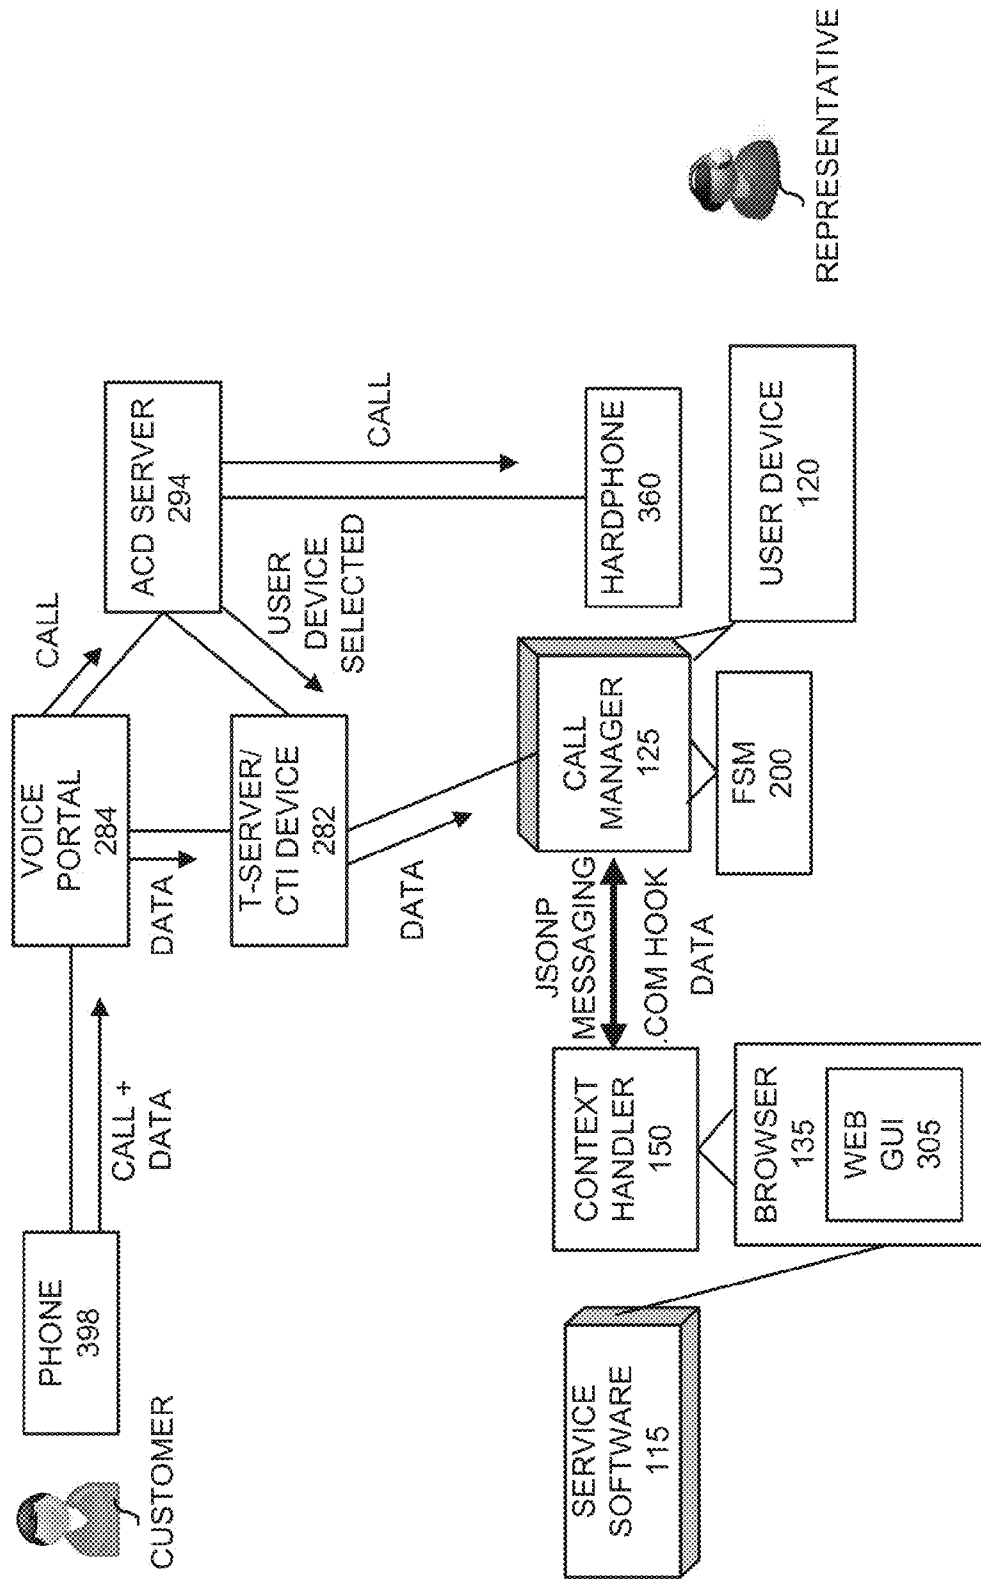 CUSTOMER
PHONE
398
CALL +
DATA
VOICE
PORTAL
284
CALL
DATA
ACD SERVER
294
T-SERVER/
CTI DEVICE
282
USER
DEVICE
SELECTED
CALL
DATA
SERVICE
SOFTWARE
115
CONTEXT
HANDLER
150
JSONP
MESSAGING
.COM HOOK
DATA
CALL
MANAGER
125
HARDPHONE
360
BROWSER
135
WEB
GUI
305
FSM
200
USER DEVICE
120
REPRESENTATIVE